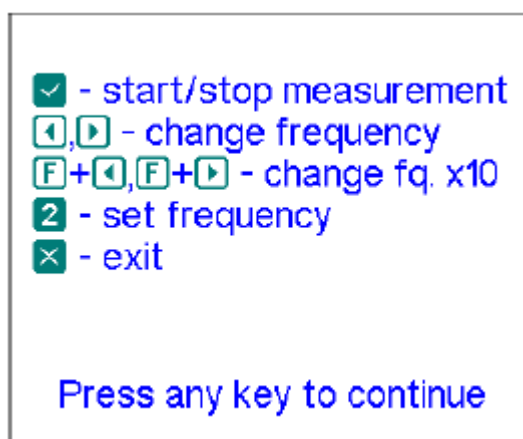 ✓ - start/stop measurement
◀,▶ - change frequency
F+◀,F+▶ - change fq. x10
2 - set frequency
✕ - exit
Press any key to continue